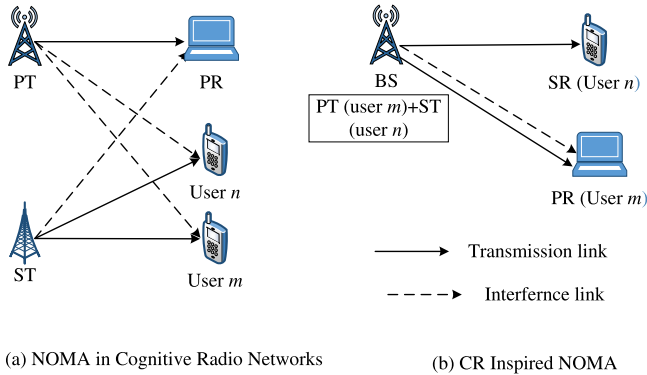 PT
PR
User n
User m
ST
(a) NOMA in Cognitive Radio Networks
BS
PT (user m)+ST
(user n)
SR (User n)
PR (User m)
Transmission link
Interfernce link
(b) CR Inspired NOMA